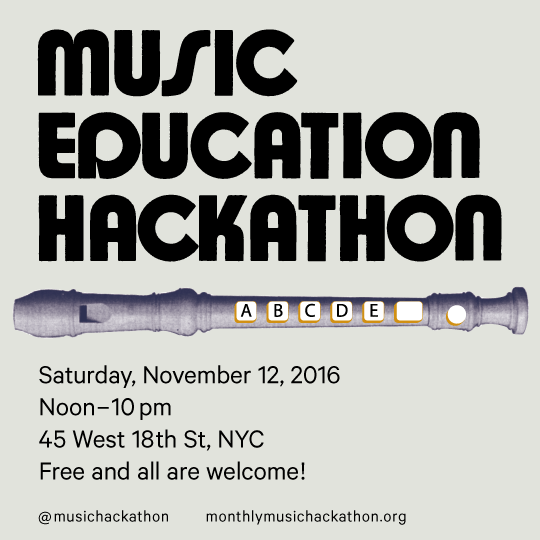 MUSIC
EDUCATION
HACKATHON
A B C D E
Saturday, November 12, 2016
Noon–10 pm
45 West 18th St, NYC
Free and all are welcome!
@musichackathon monthlymusichackathon.org